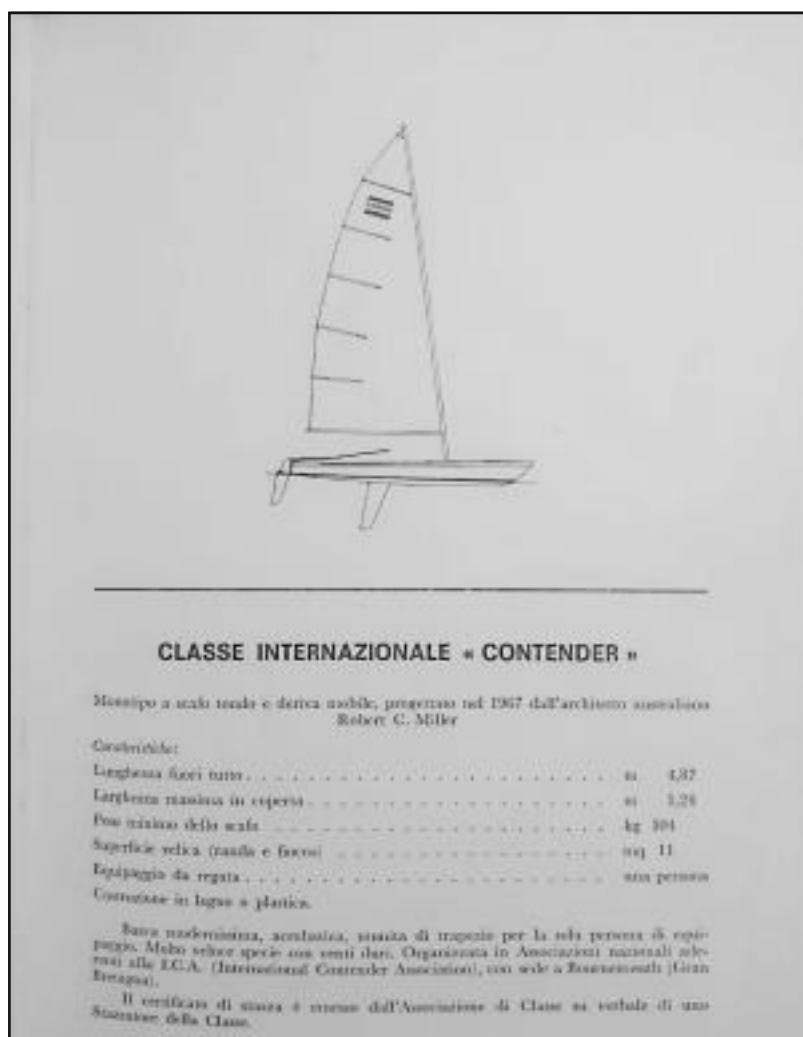 CLASSE INTERNAZIONALE « CONTENDER »
Monotipo a scafo tondo e deriva mobile, progettato nel 1967 dall'architetto australiano
Robert C. Miller
Caratteristiche:
Lunghezza fuori tutto . . . . . . . . . . . . . . . . . . . . . . m 4,87
Larghezza massima in coperta . . . . . . . . . . . . . . . . . . m
Peso minimo dello scafo . . . . . . . . . . . . . . . . . . . . . kg 104
Superficie velica (randa e fiocco) . . . . . . . . . . . . . . . . mq 11
Equipaggio da regata . . . . . . . . . . . . . . . . . . . . . . una persona
Costruzione in legno o plastica.
Barca modernissima, acrobatica, munita di trapezio per la sola persona di equi-
paggio. Molto veloce specie con venti duri. Organizzata in Associazioni nazionali ade-
renti alla I.C.A. (International Contender Association), con sede a Bournemouth (Gran
Bretagna).
Il certificato di stazza è emesso dall'Associazione di Classe su verbale di uno
Stazzatore della Classe.